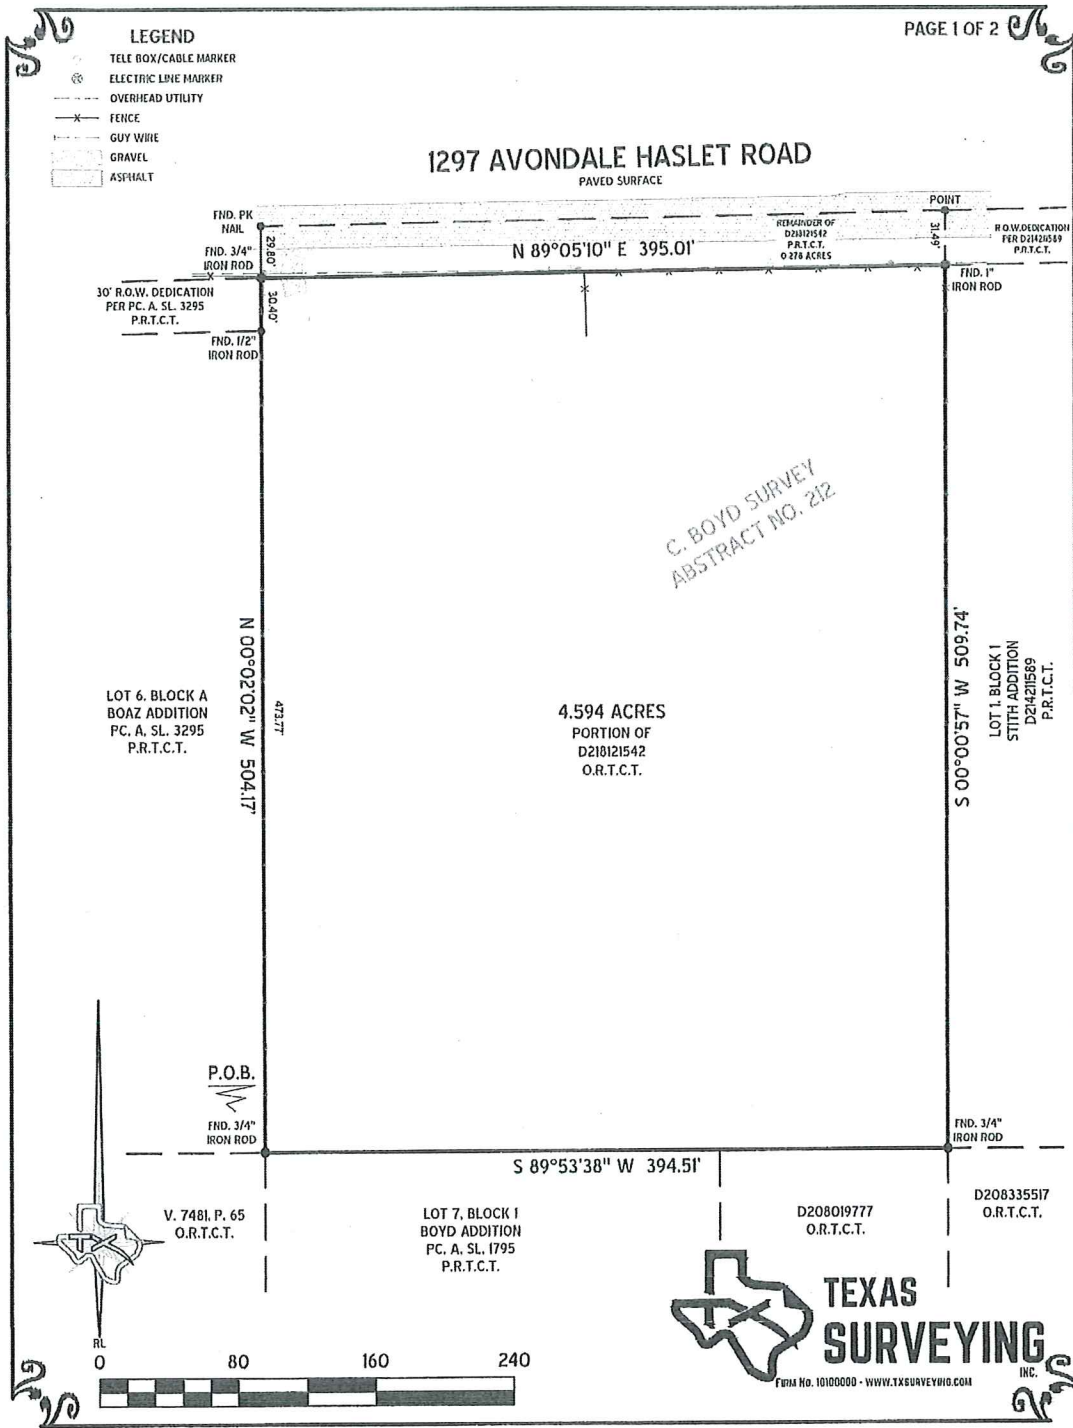 PAGE 1 OF 2
LEGEND
TELE BOX/CABLE MARKER
ELECTRIC LINE MARKER
OVERHEAD UTILITY
FENCE
GUY WIRE
GRAVEL
ASPHALT
1297 AVONDALE HASLET ROAD
PAVED SURFACE
FND. PK
NAIL
POINT
29.80'
REMAINDER OF
D218121542
P.R.T.C.T.
0.278 ACRES
31.49'
R.O.W. DEDICATION
PER D214211589
P.R.T.C.T.
FND. 3/4"
IRON ROD
N 89°05'10" E 395.01'
FND. 1"
IRON ROD
30' R.O.W. DEDICATION
PER PC. A, SL. 3295
P.R.T.C.T.
30.40'
FND. 1/2"
IRON ROD
C. BOYD SURVEY
ABSTRACT NO. 212
LOT 6, BLOCK A
BOAZ ADDITION
PC. A, SL. 3295
P.R.T.C.T.
N 00°02'02" W 504.17'
473.77'
4.594 ACRES
PORTION OF
D218121542
O.R.T.C.T.
S 00°00'57" W 509.74'
LOT 1, BLOCK 1
STITH ADDITION
D214211589
P.R.T.C.T.
P.O.B.
FND. 3/4"
IRON ROD
FND. 3/4"
IRON ROD
S 89°53'38" W 394.51'
V. 7481, P. 65
O.R.T.C.T.
LOT 7, BLOCK 1
BOYD ADDITION
PC. A, SL. 1795
P.R.T.C.T.
D208019777
O.R.T.C.T.
D208335517
O.R.T.C.T.
TX
RL
0 80 160 240
TEXAS
SURVEYING
INC.
FIRM NO. 10100000 - WWW.TXSURVEYING.COM